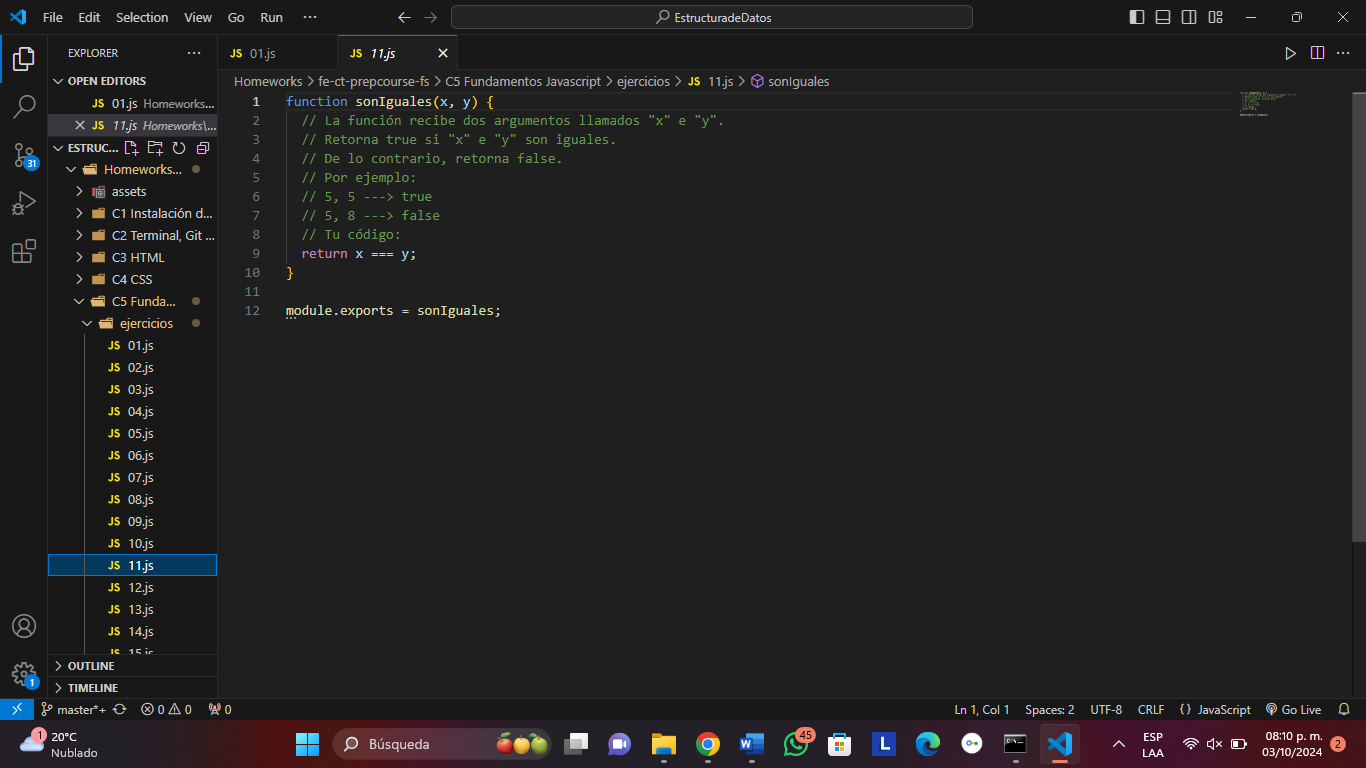 File Edit Selection View Go Run ···
EstructuradeDatos
EXPLORER
OPEN EDITORS
JS 01.js Homeworks...
JS 11.js Homeworks\...
ESTRUC...
Homeworks...
assets
C1 Instalación d...
C2 Terminal, Git ...
C3 HTML
C4 CSS
C5 Funda...
ejercicios
JS 01.js
JS 02.js
JS 03.js
JS 04.js
JS 05.js
JS 06.js
JS 07.js
JS 08.js
JS 09.js
JS 10.js
JS 11.js
JS 12.js
JS 13.js
JS 14.js
JS 15.js
OUTLINE
TIMELINE
31
1
JS 01.js
JS 11.js
Homeworks > fe-ct-prepcourse-fs > C5 Fundamentos Javascript > ejercicios > JS 11.js > sonIguales
1 function sonIguales(x, y) {
2 // La función recibe dos argumentos llamados "x" e "y".
3 // Retorna true si "x" e "y" son iguales.
4 // De lo contrario, retorna false.
5 // Por ejemplo:
6 // 5, 5 ---> true
7 // 5, 8 ---> false
8 // Tu código:
9 return x === y;
10 }
11
12 module.exports = sonIguales;
master*+ 0 0 0
Ln 1, Col 1 Spaces: 2 UTF-8 CRLF {} JavaScript Go Live
1
20°C
Nublado
Búsqueda
45
L
ESP
LAA
08:10 p. m.
03/10/2024
2